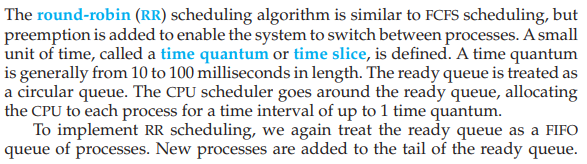 The round-robin (RR) scheduling algorithm is similar to FCFS scheduling, but
preemption is added to enable the system to switch between processes. A small
unit of time, called a time quantum or time slice, is defined. A time quantum
is generally from 10 to 100 milliseconds in length. The ready queue is treated as
a circular queue. The CPU scheduler goes around the ready queue, allocating
the CPU to each process for a time interval of up to 1 time quantum.
To implement RR scheduling, we again treat the ready queue as a FIFO
queue of processes. New processes are added to the tail of the ready queue.